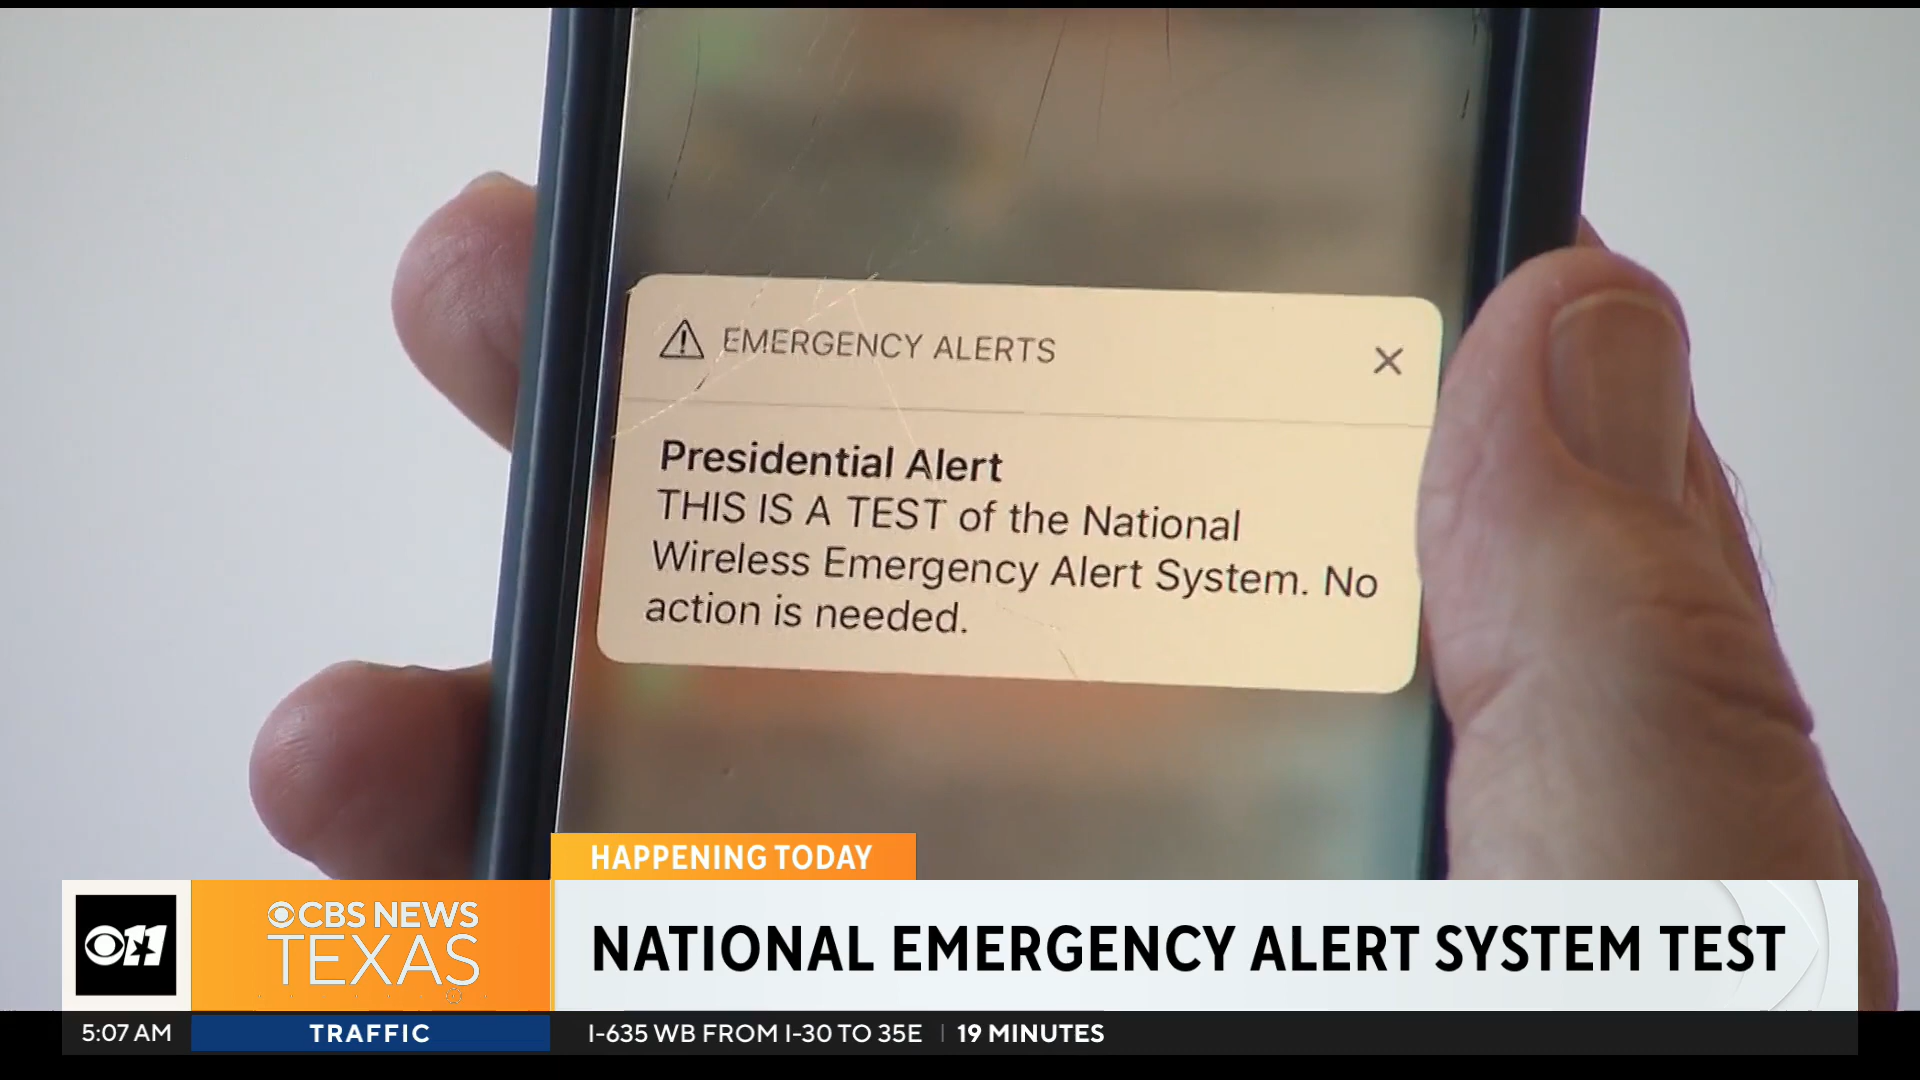 EMERGENCY ALERTS
Presidential Alert
THIS IS A TEST of the National
Wireless Emergency Alert System. No
action is needed.
HAPPENING TODAY
11
CBS NEWS
TEXAS
NATIONAL EMERGENCY ALERT SYSTEM TEST
5:07 AM
TRAFFIC
I-635 WB FROM I-30 TO 35E
19 MINUTES